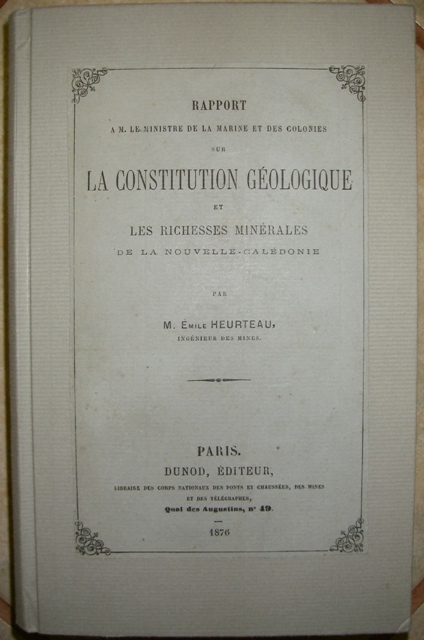 RAPPORT
A M. LE MINISTRE DE LA MARINE ET DES COLONIES
SUR
LA CONSTITUTION GÉOLOGIQUE
ET
LES RICHESSES MINÉRALES
DE LA NOUVELLE-CALÉDONIE
PAR
M. ÉMILE HEURTEAU,
INGÉNIEUR DES MINES.
PARIS.
DUNOD, ÉDITEUR,
LIBRAIRE DES CORPS NATIONAUX DES PONTS ET CHAUSSÉES, DES MINES
ET DES TÉLÉGRAPHES,
Quai des Augustins, n° 49.
1876